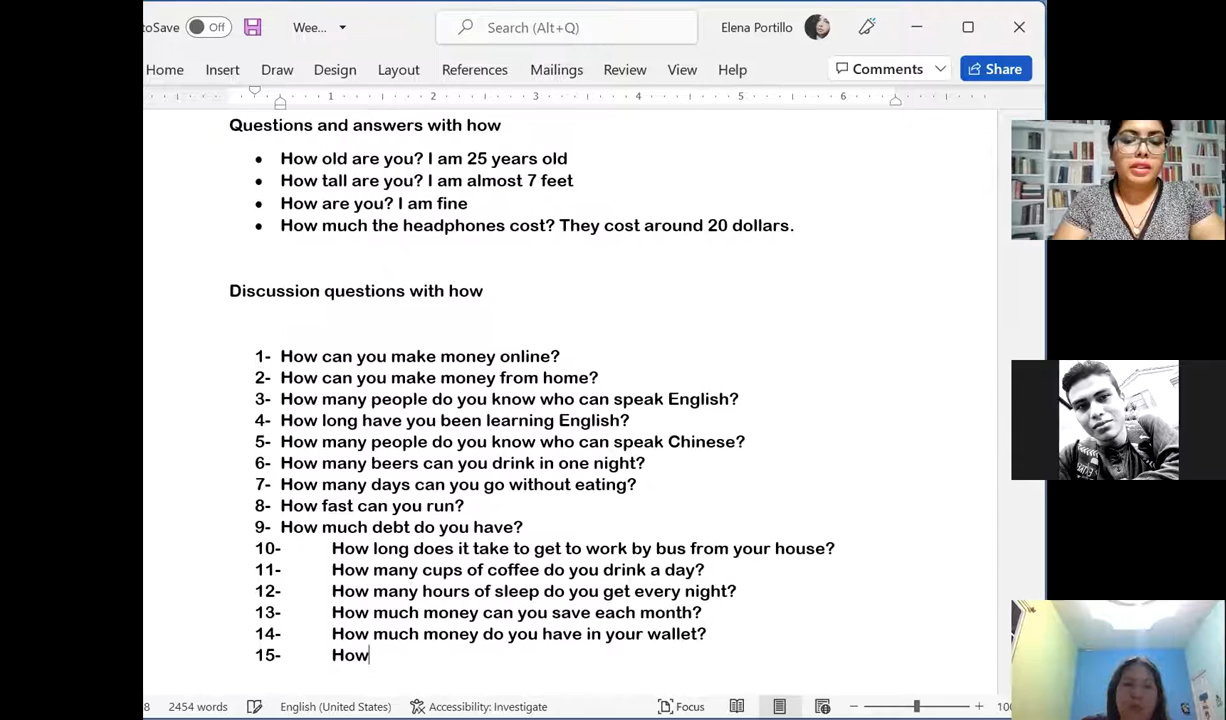 toSave Off Wee... Search (Alt+Q) Elena Portillo
Home Insert Draw Design Layout References Mailings Review View Help Comments Share
1 2 3 4 5 6
Questions and answers with how
• How old are you? I am 25 years old
• How tall are you? I am almost 7 feet
• How are you? I am fine
• How much the headphones cost? They cost around 20 dollars.
Discussion questions with how
1- How can you make money online?
2- How can you make money from home?
3- How many people do you know who can speak English?
4- How long have you been learning English?
5- How many people do you know who can speak Chinese?
6- How many beers can you drink in one night?
7- How many days can you go without eating?
8- How fast can you run?
9- How much debt do you have?
10- How long does it take to get to work by bus from your house?
11- How many cups of coffee do you drink a day?
12- How many hours of sleep do you get every night?
13- How much money can you save each month?
14- How much money do you have in your wallet?
15- How
8 2454 words English (United States) Accessibility: Investigate Focus 100